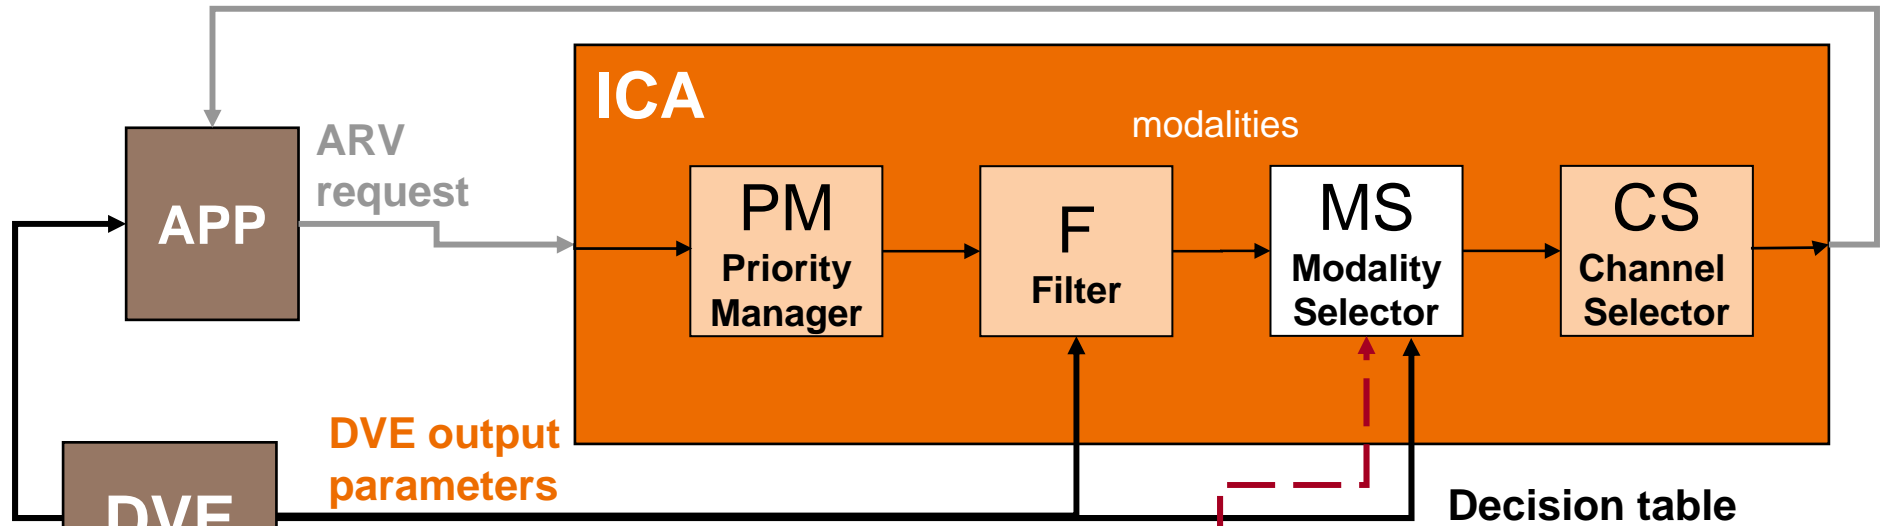 ICA
modalities
ARV
request
APP
PM
Priority
Manager
F
Filter
MS
Modality
Selector
CS
Channel
Selector
DVE output
parameters
DVE
Decision table